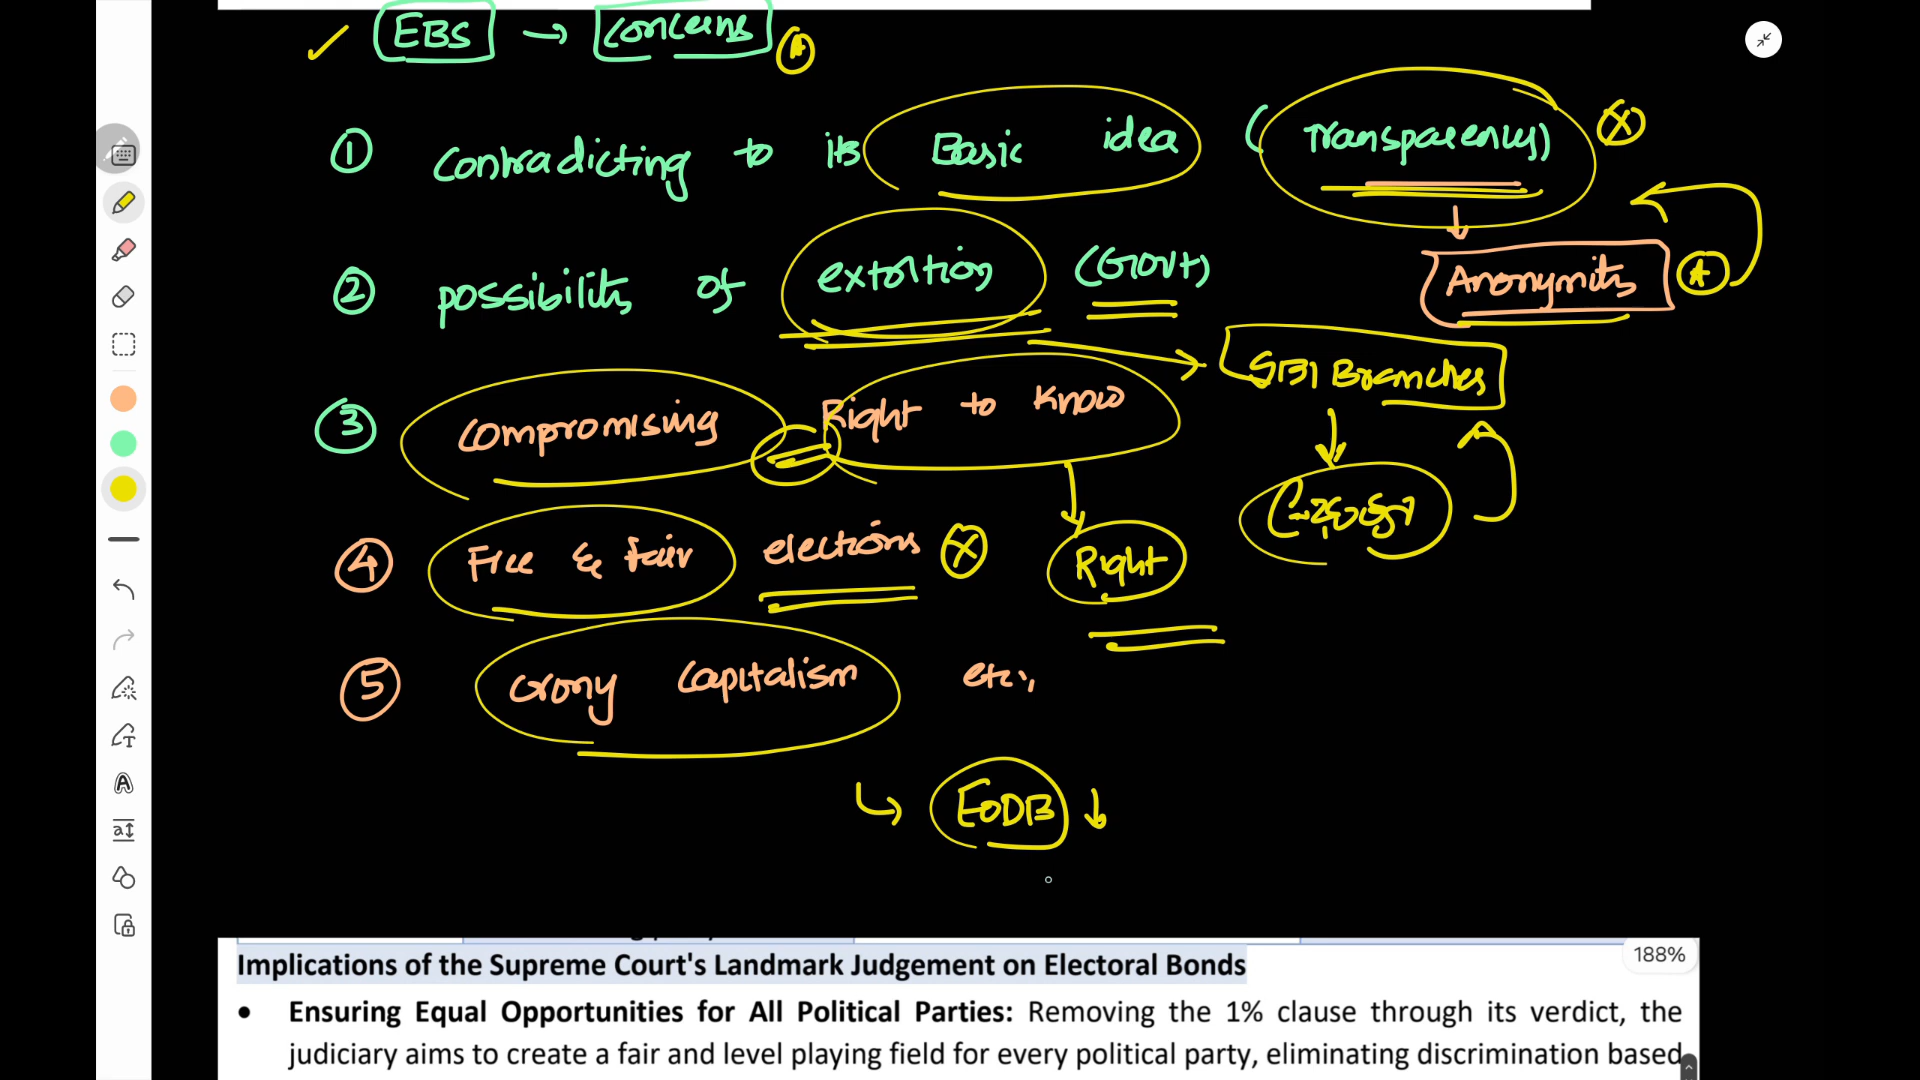 EBS → Concerns
① Contradicting to its Basic idea (Transparency)
Anonymity
② possibility of extortion (Govt)
SBI Branches
③ compromising Right to Know
④ Free & fair elections
Right
⑤ crony capitalism etc.,
EODB ↓
Implications of the Supreme Court's Landmark Judgement on Electoral Bonds
188%
• Ensuring Equal Opportunities for All Political Parties: Removing the 1% clause through its verdict, the
judiciary aims to create a fair and level playing field for every political party, eliminating discrimination based